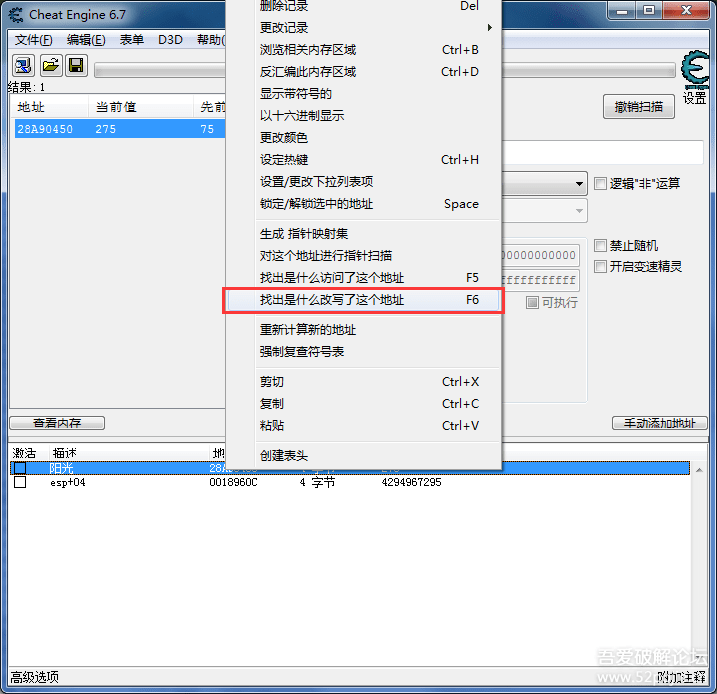 Cheat Engine 6.7
文件(F) 编辑(E) 表单 D3D 帮助(
删除记录 Del
更改记录
浏览相关内存区域 Ctrl+B
反汇编此内存区域 Ctrl+D
显示带符号的
以十六进制显示
更改颜色
设定热键 Ctrl+H
设置/更改下拉列表项
锁定/解锁选中的地址 Space
生成 指针映射集
对这个地址进行指针扫描
找出是什么访问了这个地址 F5
找出是什么改写了这个地址 F6
重新计算新的地址
强制复查符号表
剪切 Ctrl+X
复制 Ctrl+C
粘贴 Ctrl+V
创建表头
结果: 1
地址 当前值 先前
28A90450 275 75
设置
撤销扫描
逻辑"非"运算
禁止随机
开启变速精灵
00000000000
fffffffffff
可执行
查看内存
手动添加地址
激活 描述 地
阳光
esp+04 0018960C 4 字节 4294967295
高级选项
附加注释
吾爱破解论坛